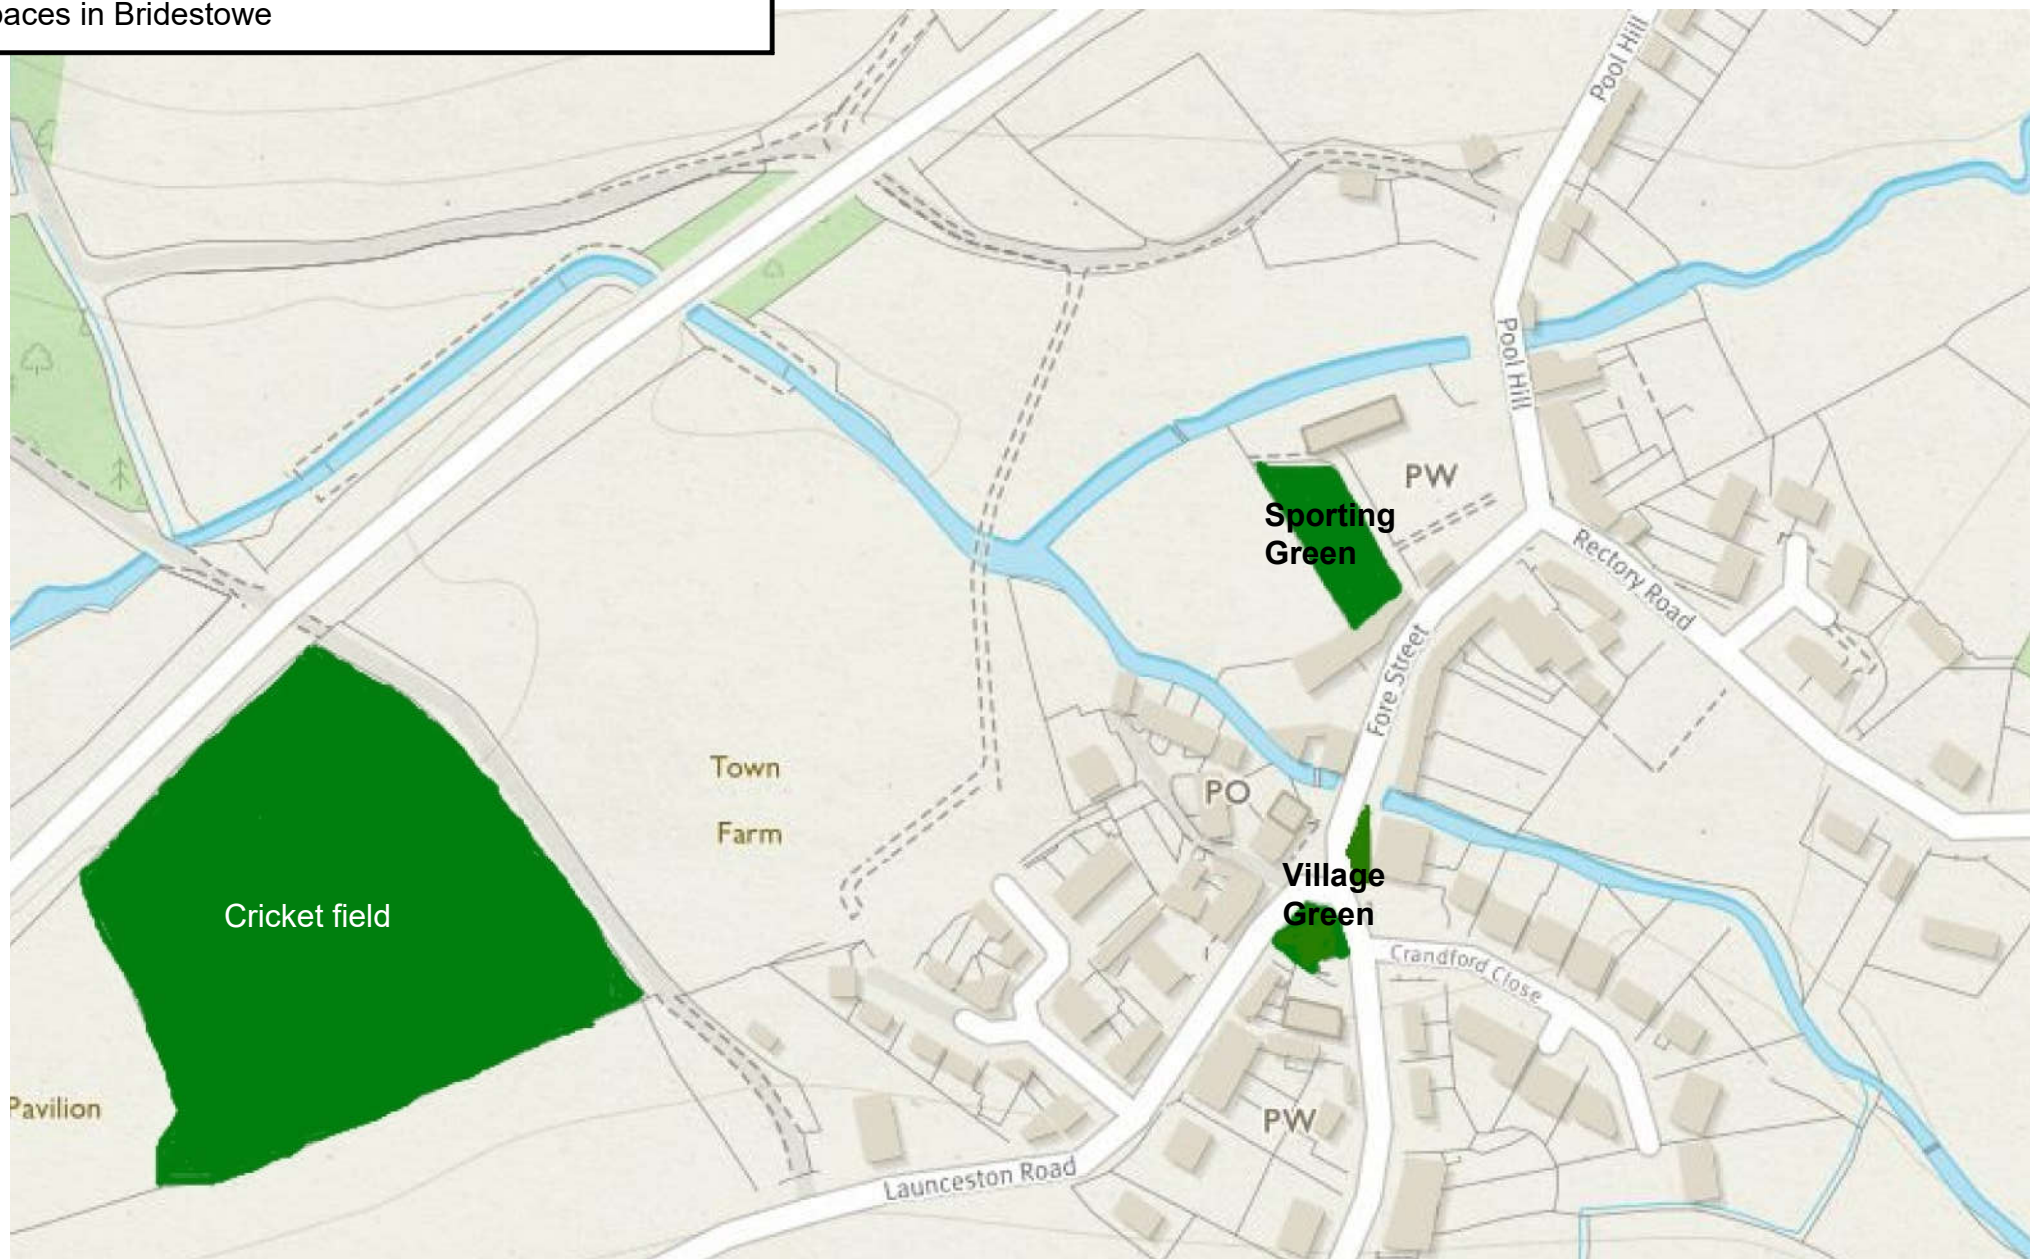 paces in Bridestowe
Pool Hill
Pool Hill
PW
Sporting
Green
Rectory Road
Fore Street
Town
Farm
PO
Village
Green
Cricket field
Crandford Close
Pavilion
PW
Launceston Road